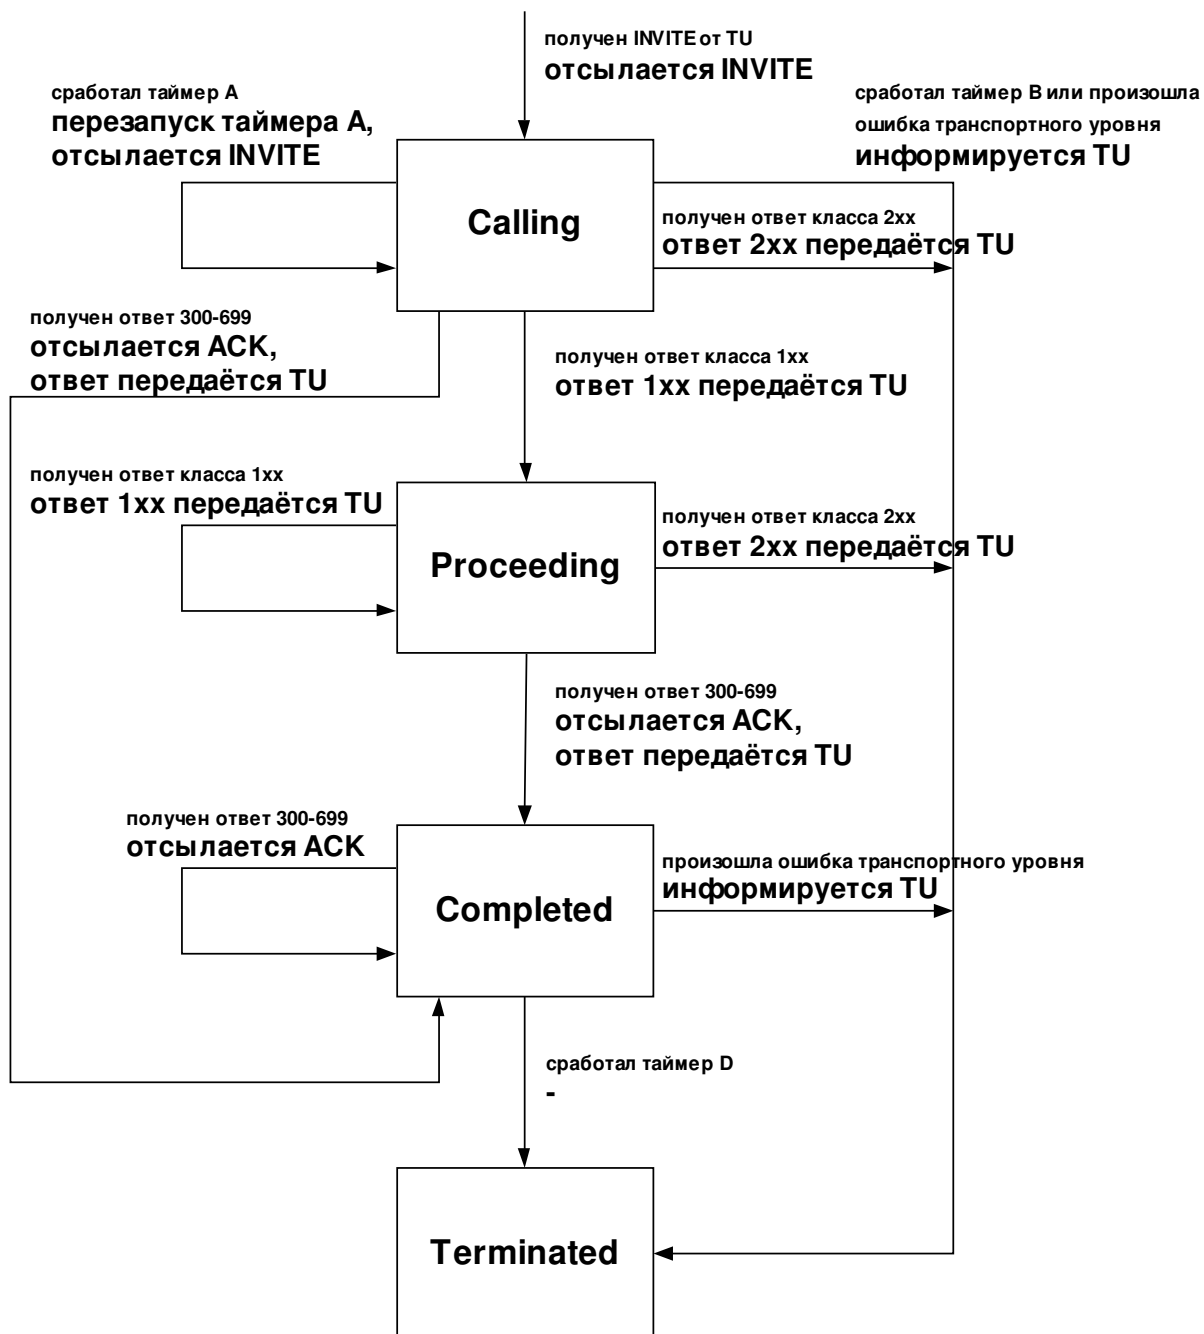 получен INVITE от TU
отсылается INVITE
сработал таймер A
перезапуск таймера A,
отсылается INVITE
сработал таймер B или произошла
ошибка транспортного уровня
информируется TU
Calling
получен ответ класса 2xx
ответ 2xx передаётся TU
получен ответ 300-699
отсылается ACK,
ответ передаётся TU
получен ответ класса 1xx
ответ 1xx передаётся TU
получен ответ класса 1xx
ответ 1xx передаётся TU
Proceeding
получен ответ класса 2xx
ответ 2xx передаётся TU
получен ответ 300-699
отсылается ACK,
ответ передаётся TU
получен ответ 300-699
отсылается ACK
Completed
произошла ошибка транспортного уровня
информируется TU
сработал таймер D
-
Terminated